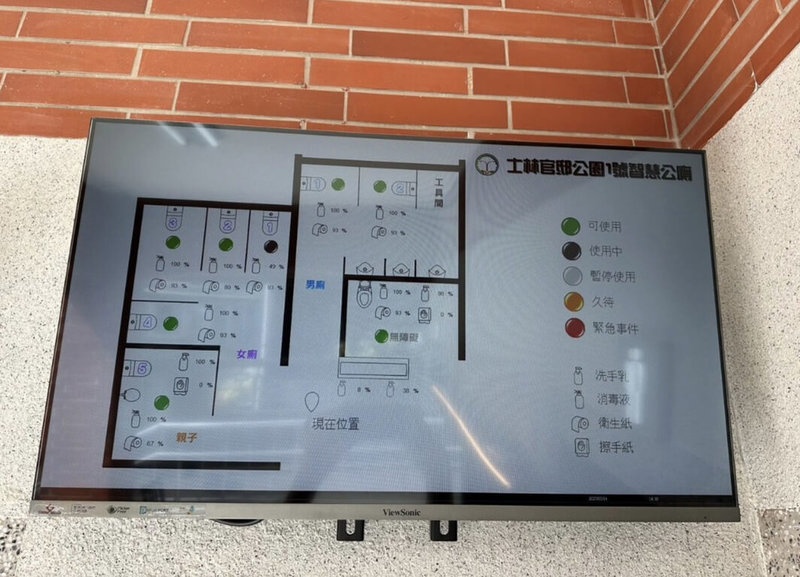 士林官邸公園1號智慧公廁
可使用
使用中
暫停使用
久待
緊急事件
洗手乳
消毒液
衛生紙
擦手紙
1
2
工具間
100 %
100 %
93 %
93 %
男廁
3
2
1
100 %
100 %
93 %
4
93 %
女廁
100 %
93 %
無障礙
0 %
5
100 %
0 %
100 %
67 %
親子
8 %
38 %
現在位置
ViewSonic